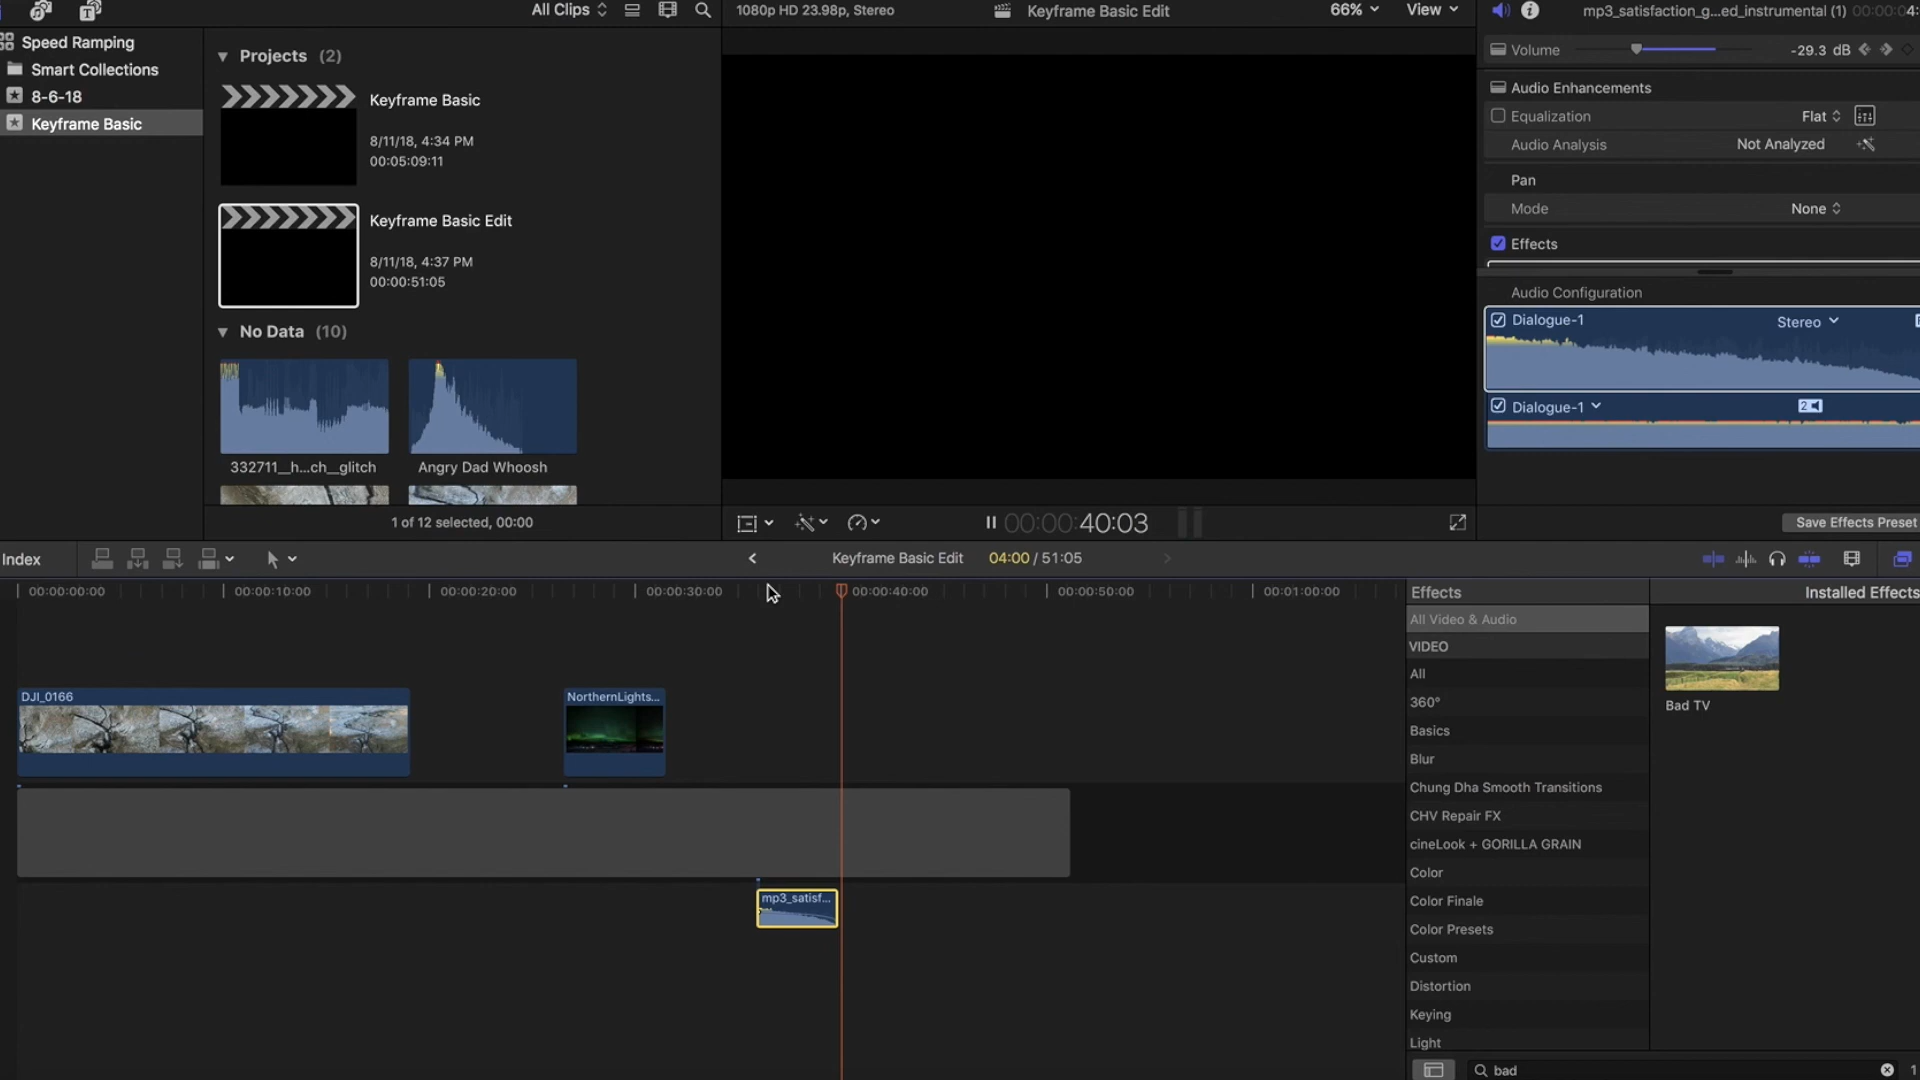 All Clips
1080p HD 23.98p, Stereo
Keyframe Basic Edit
66%
View
mp3_satisfaction_g...ed_instrumental (1)
00:00:04:
Speed Ramping
Smart Collections
8-6-18
Keyframe Basic
Projects (2)
Keyframe Basic
8/11/18, 4:34 PM
00:05:09:11
Keyframe Basic Edit
8/11/18, 4:37 PM
00:00:51:05
No Data (10)
332711__h...ch__glitch
Angry Dad Whoosh
1 of 12 selected, 00:00
00:00:40:03
Volume
-29.3 dB
Audio Enhancements
Equalization
Flat
Audio Analysis
Not Analyzed
Pan
Mode
None
Effects
Audio Configuration
Dialogue-1
Stereo
Dialogue-1
2
Save Effects Preset
Index
Keyframe Basic Edit
04:00 / 51:05
00:00:00:00
00:00:10:00
00:00:20:00
00:00:30:00
00:00:40:00
00:00:50:00
00:01:00:00
DJI_0166
NorthernLights...
mp3_satisf...
Effects
Installed Effects
All Video & Audio
VIDEO
All
360°
Basics
Blur
Chung Dha Smooth Transitions
CHV Repair FX
cineLook + GORILLA GRAIN
Color
Color Finale
Color Presets
Custom
Distortion
Keying
Light
Bad TV
bad
1